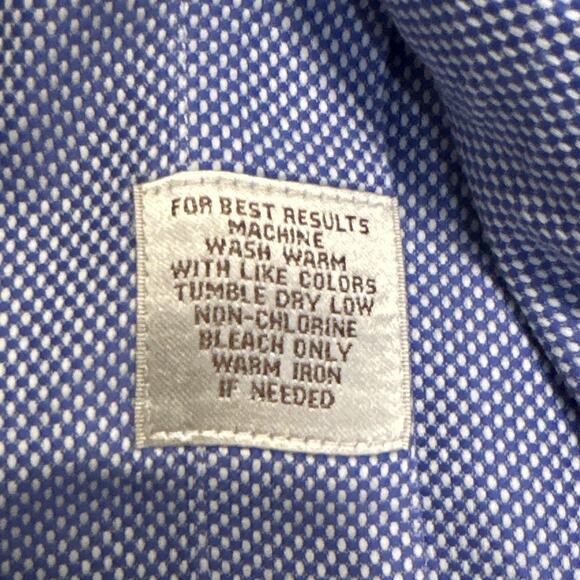 FOR BEST RESULTS
MACHINE
WASH WARM
WITH LIKE COLORS
TUMBLE DRY LOW
NON-CHLORINE
BLEACH ONLY
WARM IRON
IF NEEDED